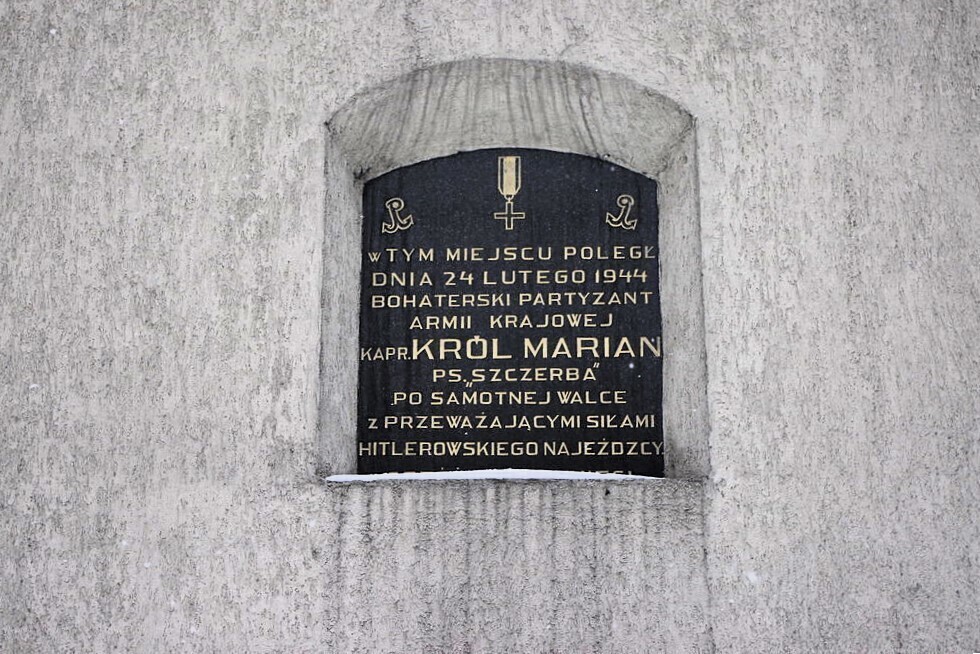 W TYM MIEJSCU POLEGŁ
DNIA 24 LUTEGO 1944
BOHATERSKI PARTYZANT
ARMII KRAJOWEJ
KAPR. KRÓL MARIAN
PS. „SZCZERBA"
PO SAMOTNEJ WALCE
Z PRZEWAŻAJĄCYMI SIŁAMI
HITLEROWSKIEGO NAJEŹDZCY.